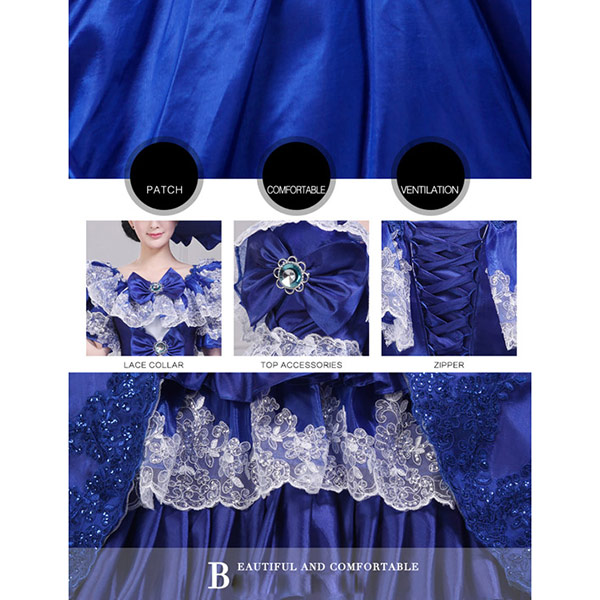 PATCH
COMFORTABLE
VENTILATION
LACE COLLAR
TOP ACCESSORIES
ZIPPER
BEAUTIFUL AND COMFORTABLE